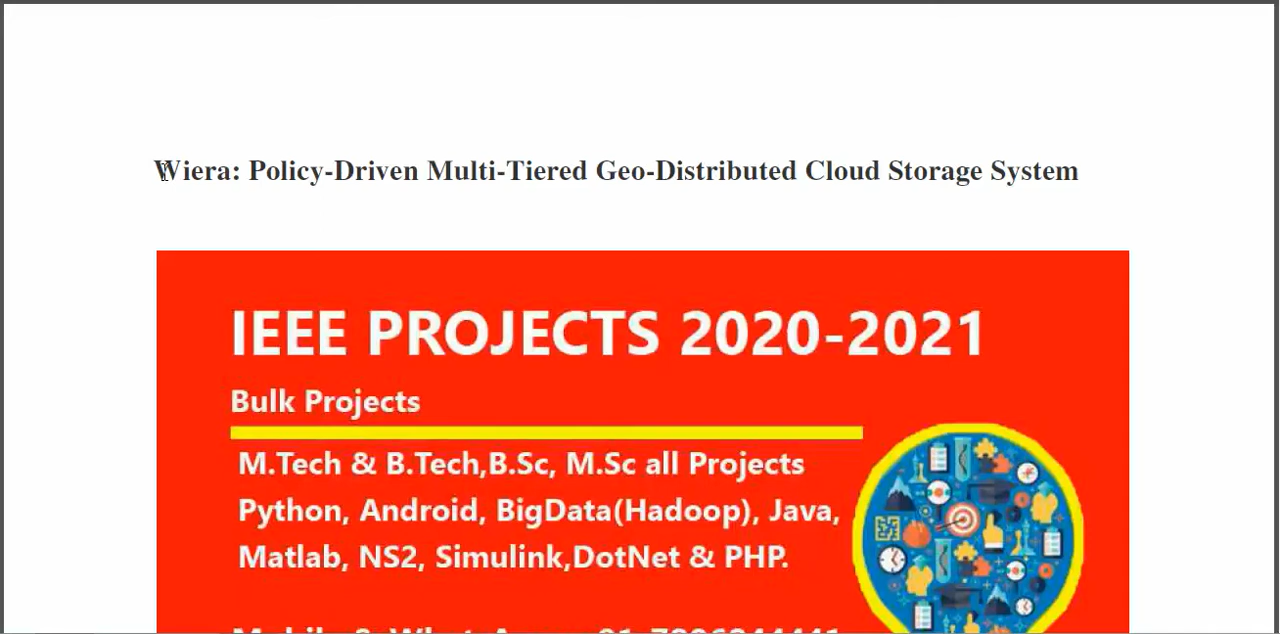 Wiera: Policy-Driven Multi-Tiered Geo-Distributed Cloud Storage System
IEEE PROJECTS 2020-2021
Bulk Projects
M.Tech & B.Tech,B.Sc, M.Sc all Projects
Python, Android, BigData(Hadoop), Java,
Matlab, NS2, Simulink,DotNet & PHP.